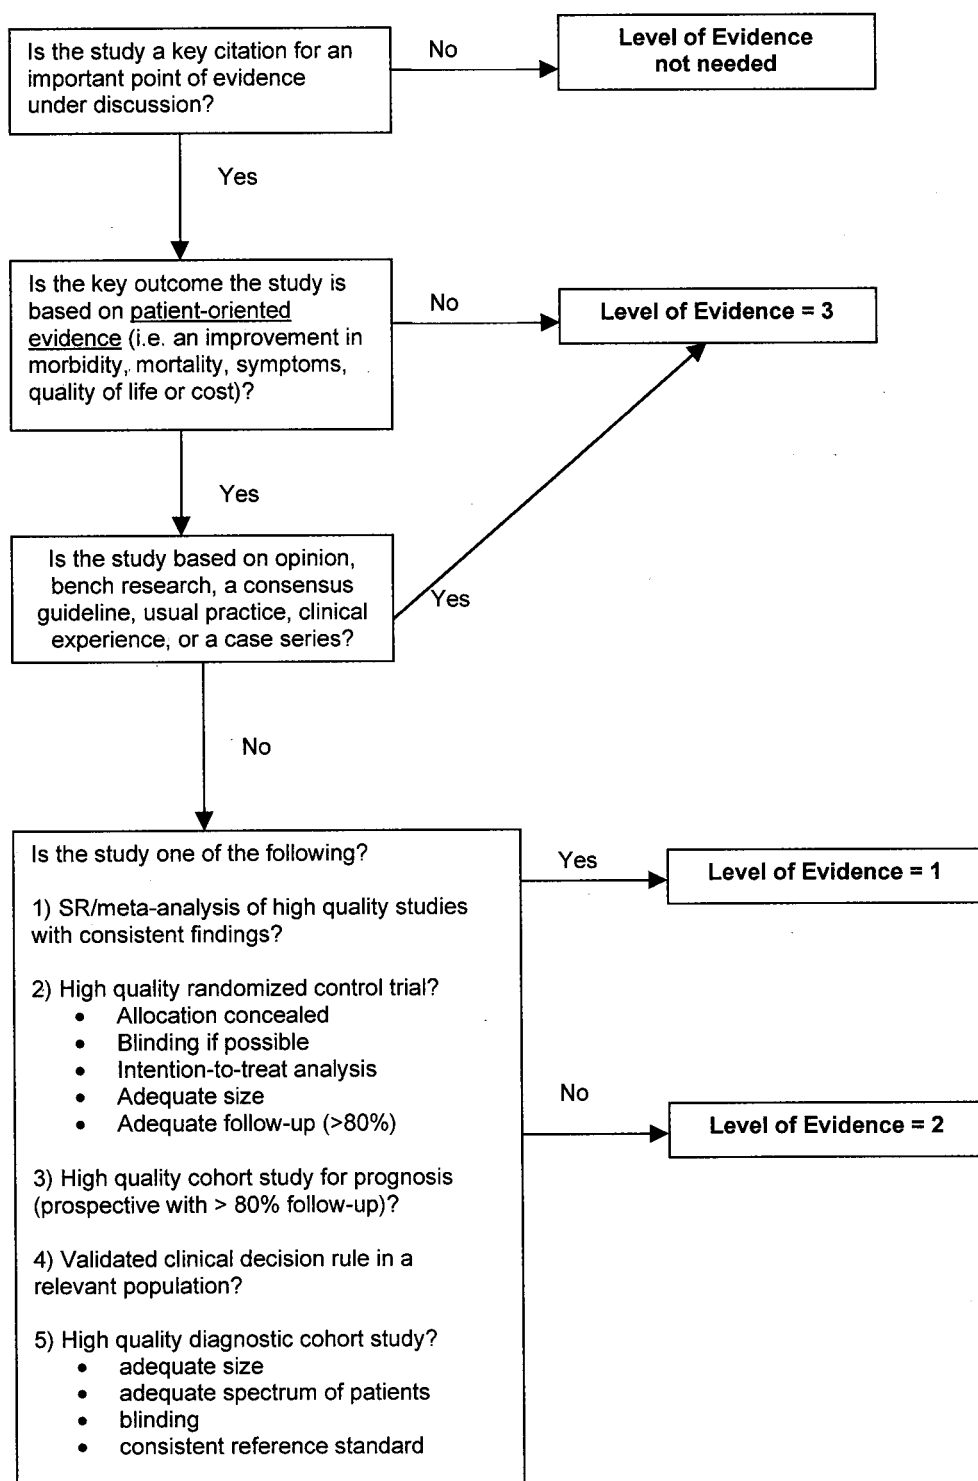 Is the study a key citation for an
important point of evidence
under discussion?
No
Level of Evidence
not needed
Yes
Is the key outcome the study is
based on patient-oriented
evidence (i.e. an improvement in
morbidity, mortality, symptoms,
quality of life or cost)?
No
Level of Evidence = 3
Yes
Is the study based on opinion,
bench research, a consensus
guideline, usual practice, clinical
experience, or a case series?
Yes
No
Is the study one of the following?
Yes
Level of Evidence = 1
1) SR/meta-analysis of high quality studies
with consistent findings?
2) High quality randomized control trial?
• Allocation concealed
• Blinding if possible
• Intention-to-treat analysis
• Adequate size
• Adequate follow-up (>80%)
No
Level of Evidence = 2
3) High quality cohort study for prognosis
(prospective with > 80% follow-up)?
4) Validated clinical decision rule in a
relevant population?
5) High quality diagnostic cohort study?
• adequate size
• adequate spectrum of patients
• blinding
• consistent reference standard